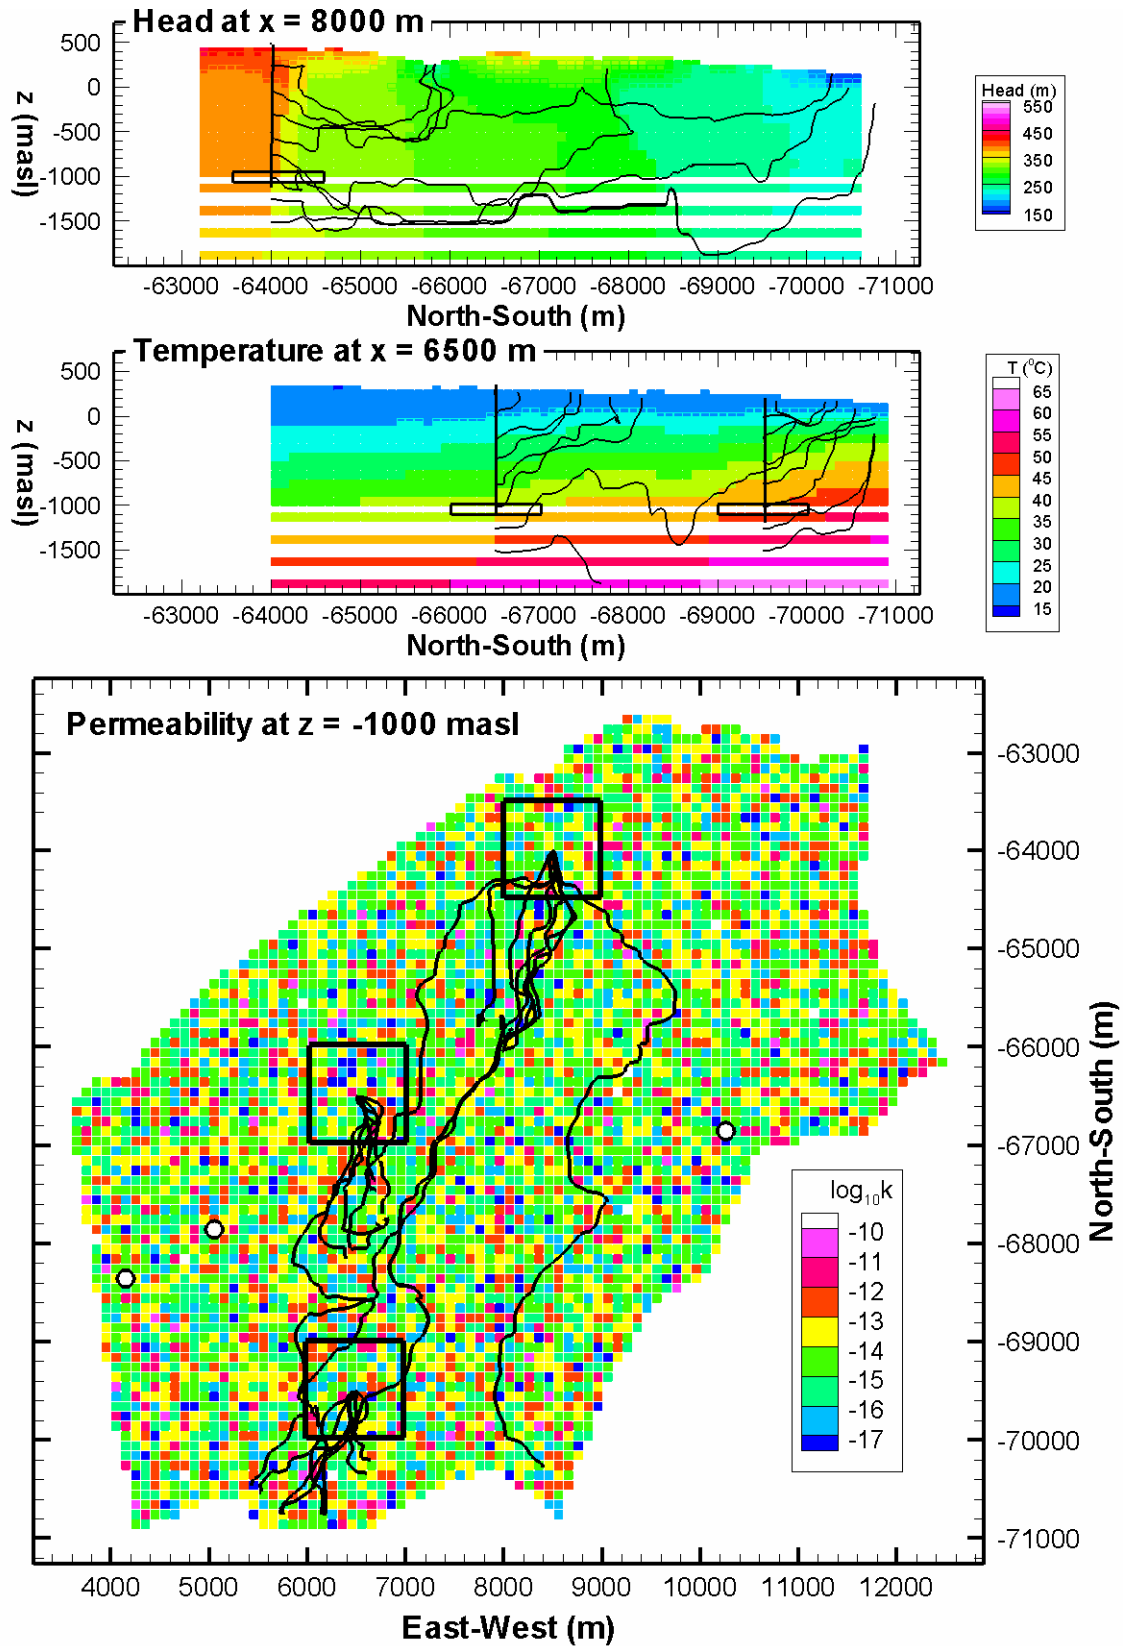 Head at x = 8000 m
500
0
-500
-1000
-1500
z (masl)
-63000 -64000 -65000 -66000 -67000 -68000 -69000 -70000 -71000
North-South (m)
Head (m)
550
450
350
250
150
Temperature at x = 6500 m
500
0
-500
-1000
-1500
z (masl)
-63000 -64000 -65000 -66000 -67000 -68000 -69000 -70000 -71000
North-South (m)
T (⁰C)
65
60
55
50
45
40
35
30
25
20
15
Permeability at z = -1000 masl
-63000
-64000
-65000
-66000
-67000
-68000
-69000
-70000
-71000
North-South (m)
log₁₀k
-10
-11
-12
-13
-14
-15
-16
-17
4000 5000 6000 7000 8000 9000 10000 11000 12000
East-West (m)